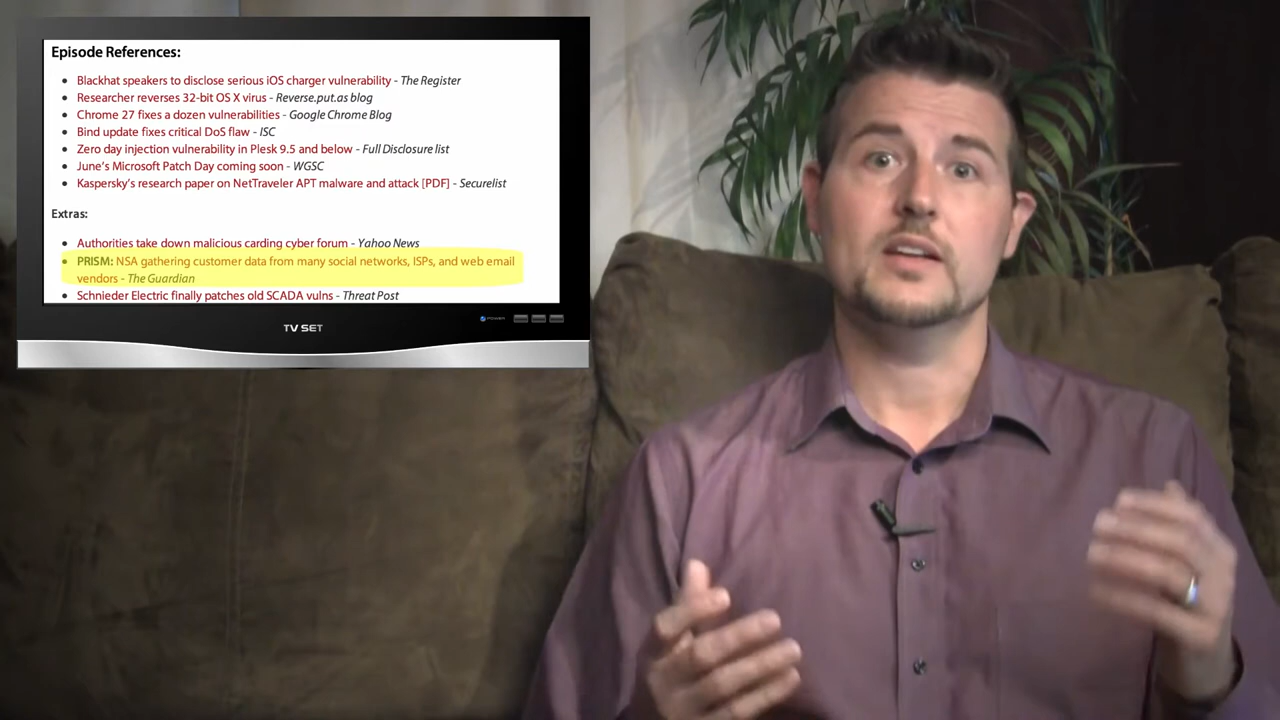 Episode References:
Blackhat speakers to disclose serious iOS charger vulnerability - The Register
Researcher reverses 32-bit OS X virus - Reverse.put.as blog
Chrome 27 fixes a dozen vulnerabilities - Google Chrome Blog
Bind update fixes critical DoS flaw - ISC
Zero day injection vulnerability in Plesk 9.5 and below - Full Disclosure list
June's Microsoft Patch Day coming soon - WGSC
Kaspersky's research paper on NetTraveler APT malware and attack [PDF] - Securelist
Extras:
Authorities take down malicious carding cyber forum - Yahoo News
PRISM: NSA gathering customer data from many social networks, ISPs, and web email
vendors - The Guardian
Schnieder Electric finally patches old SCADA vulns - Threat Post
TV SET